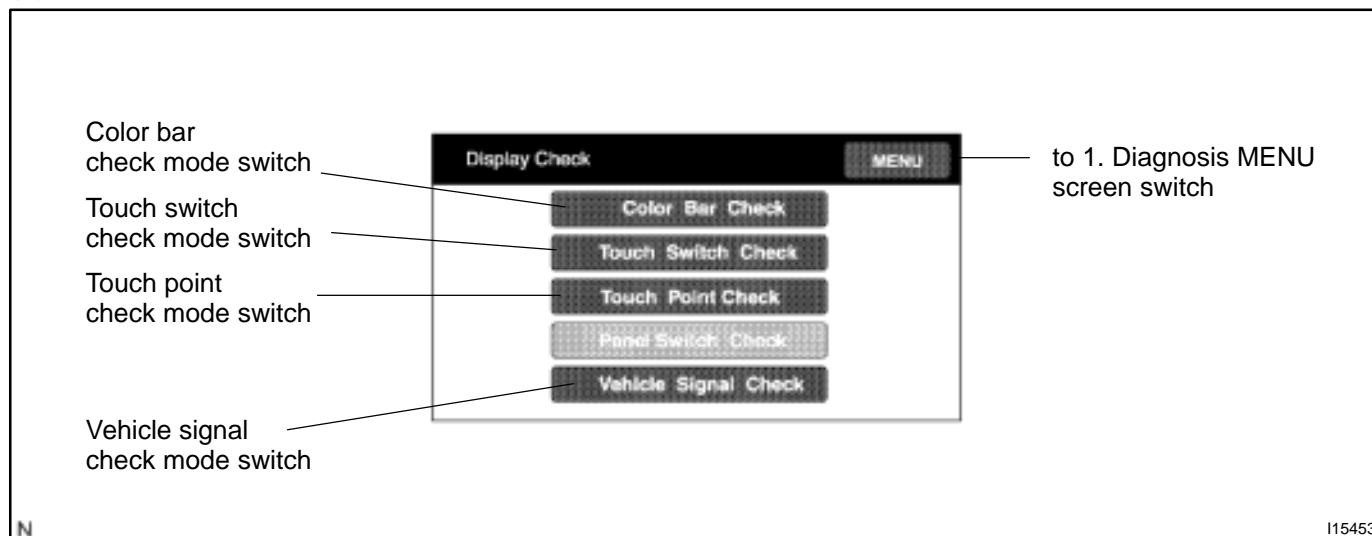 Color bar
check mode switch
Touch switch
check mode switch
Touch point
check mode switch
Vehicle signal
check mode switch
Display Check
MENU
Color Bar Check
Touch Switch Check
Touch Point Check
Panel Switch Check
Vehicle Signal Check
to 1. Diagnosis MENU
screen switch
N
I15453